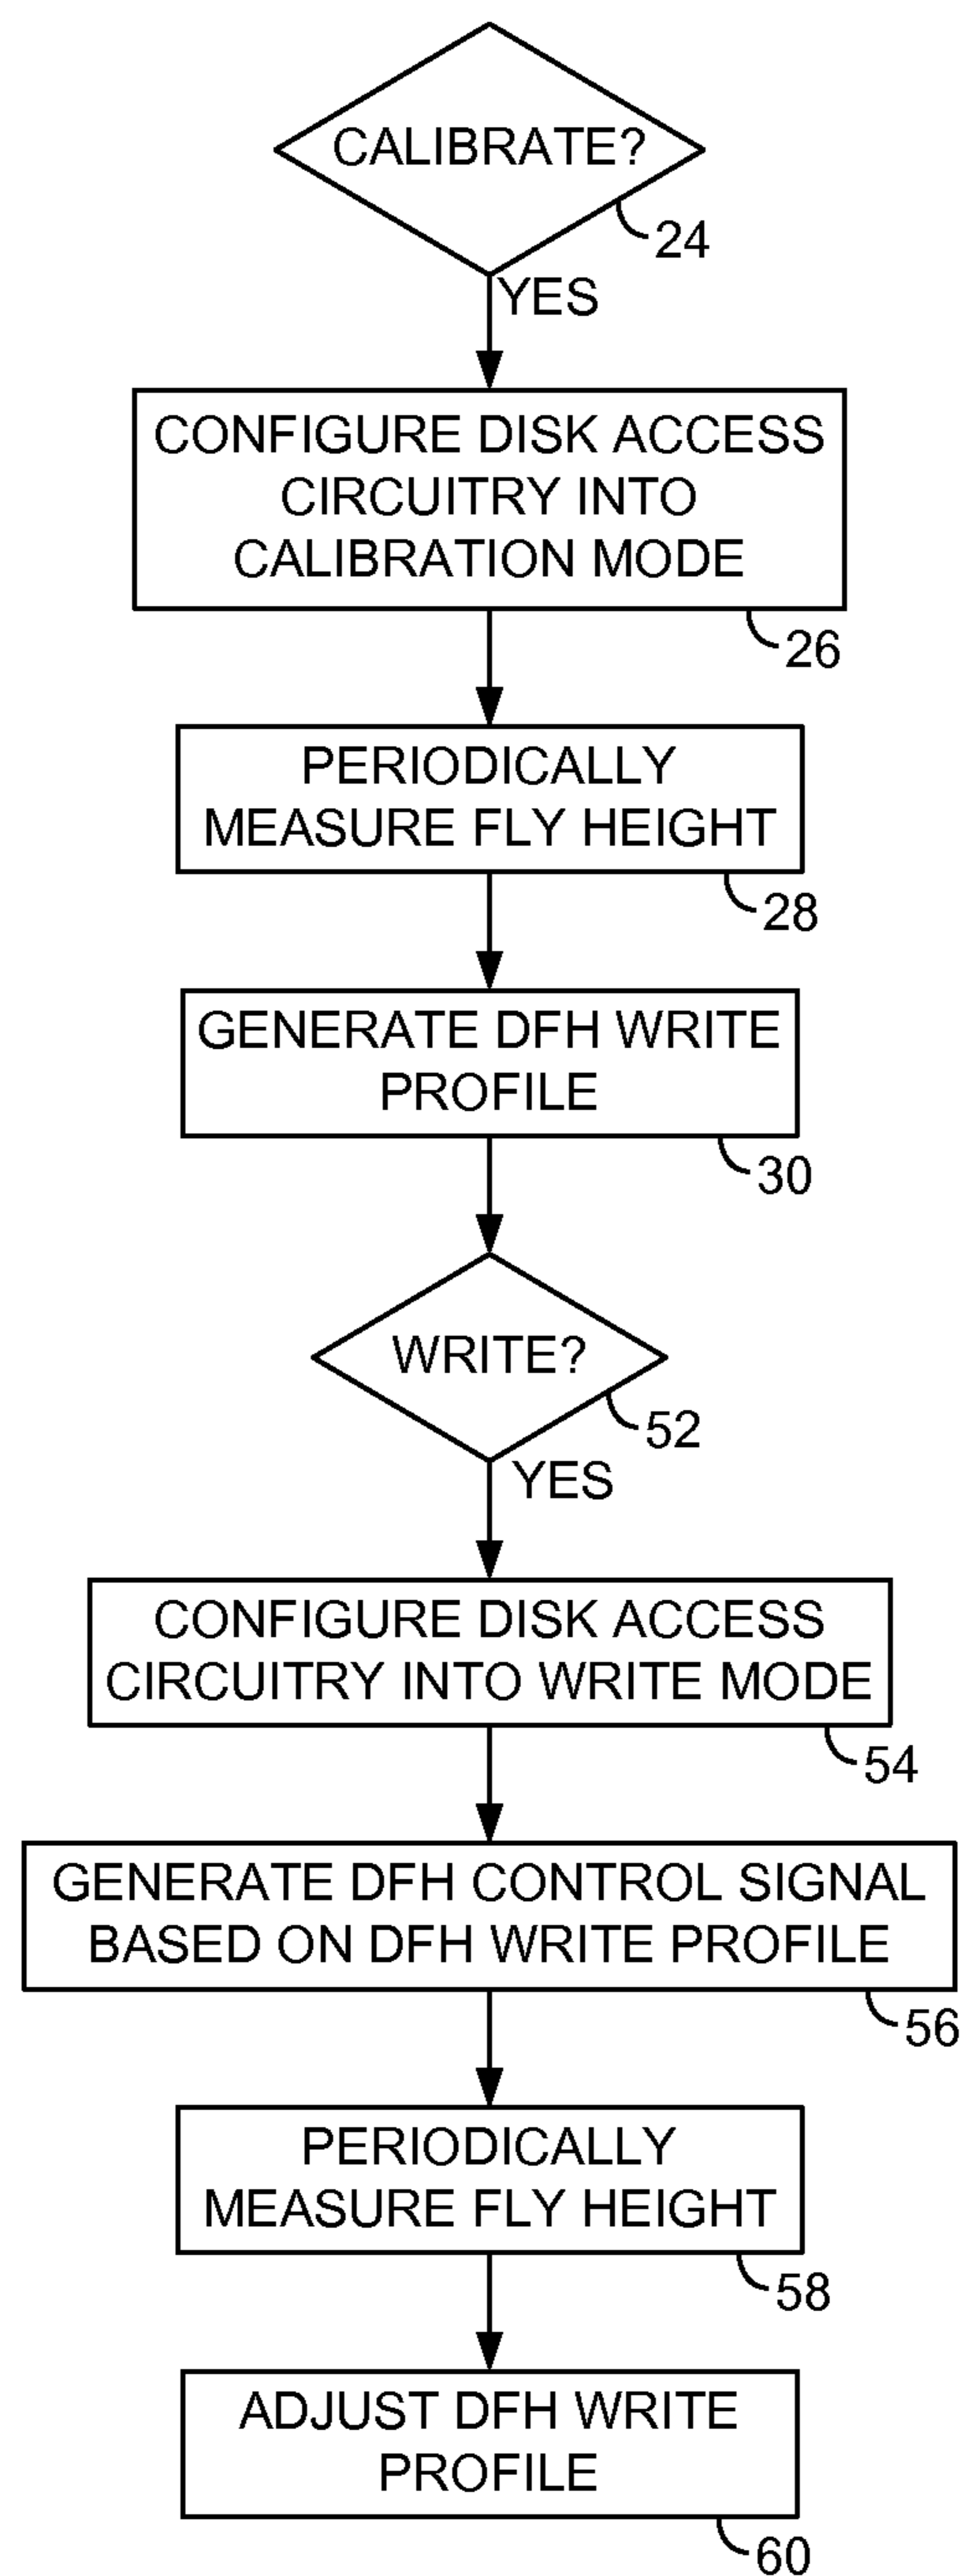 CALIBRATE?
24
YES
CONFIGURE DISK ACCESS
CIRCUITRY INTO
CALIBRATION MODE
26
PERIODICALLY
MEASURE FLY HEIGHT
28
GENERATE DFH WRITE
PROFILE
30
WRITE?
52
YES
CONFIGURE DISK ACCESS
CIRCUITRY INTO WRITE MODE
54
GENERATE DFH CONTROL SIGNAL
BASED ON DFH WRITE PROFILE
56
PERIODICALLY
MEASURE FLY HEIGHT
58
ADJUST DFH WRITE
PROFILE
60